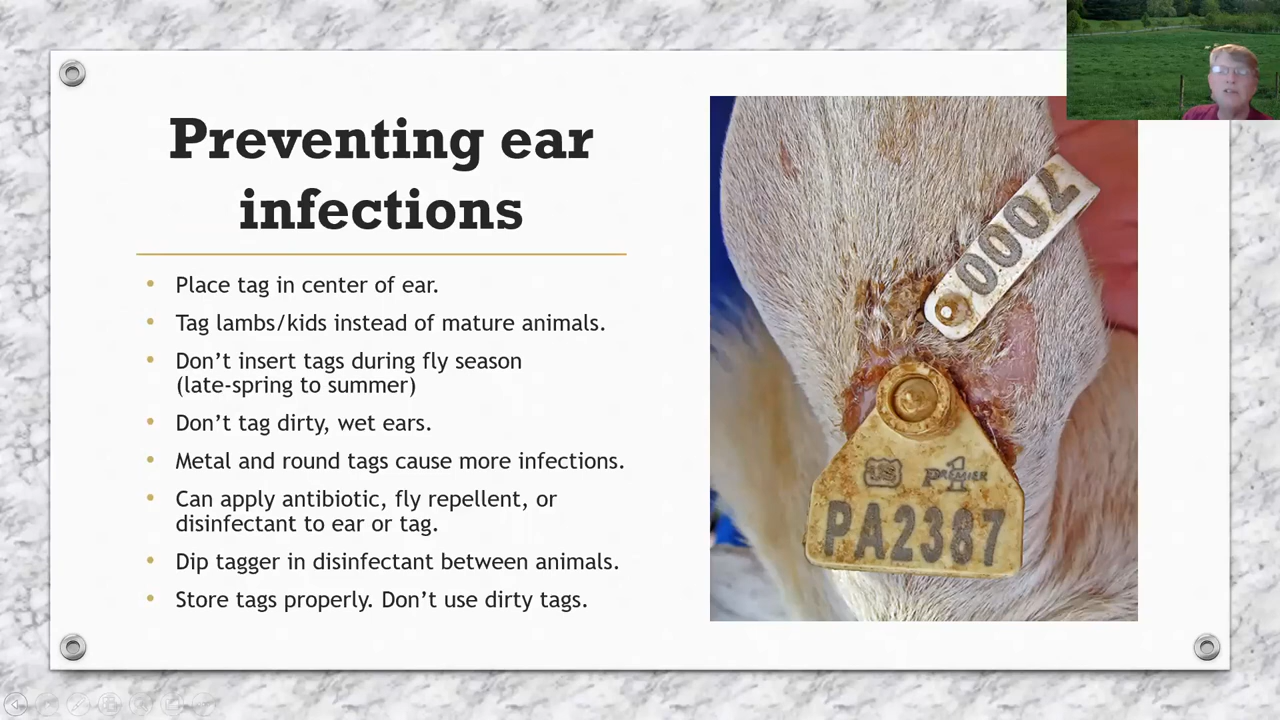 Preventing ear
infections
• Place tag in center of ear.
• Tag lambs/kids instead of mature animals.
• Don’t insert tags during fly season
(late-spring to summer)
• Don’t tag dirty, wet ears.
• Metal and round tags cause more infections.
• Can apply antibiotic, fly repellent, or
disinfectant to ear or tag.
• Dip tagger in disinfectant between animals.
• Store tags properly. Don’t use dirty tags.
0007
US PREMIER 1
PA2387